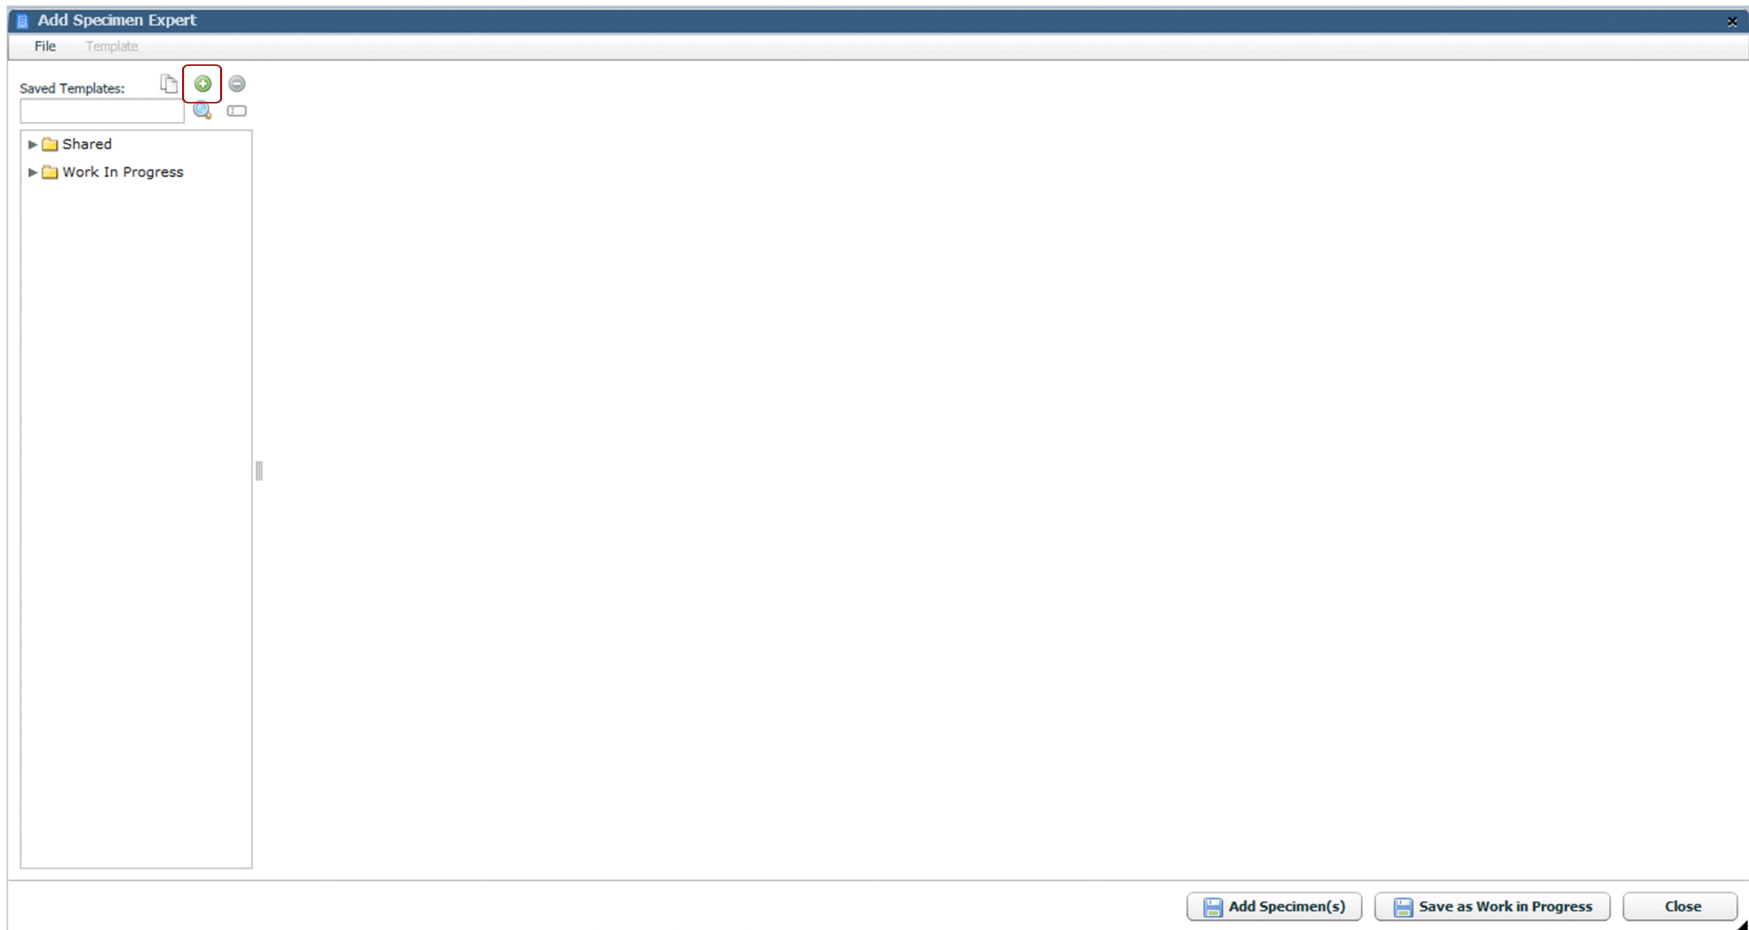 Add Specimen Expert
File Template
Saved Templates:
Shared
Work In Progress
Add Specimen(s) Save as Work in Progress Close